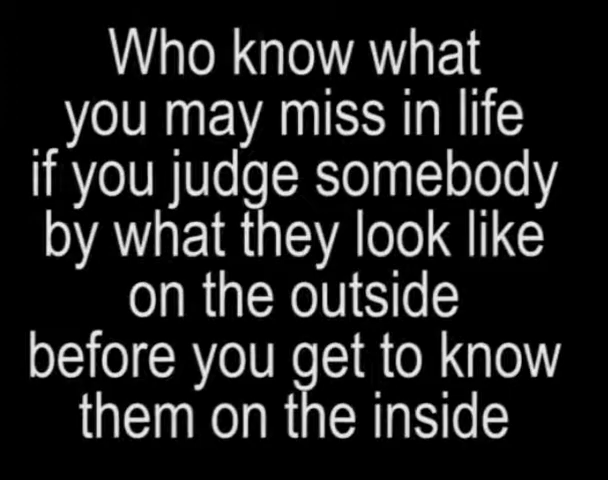 Who know what
you may miss in life
if you judge somebody
by what they look like
on the outside
before you get to know
them on the inside